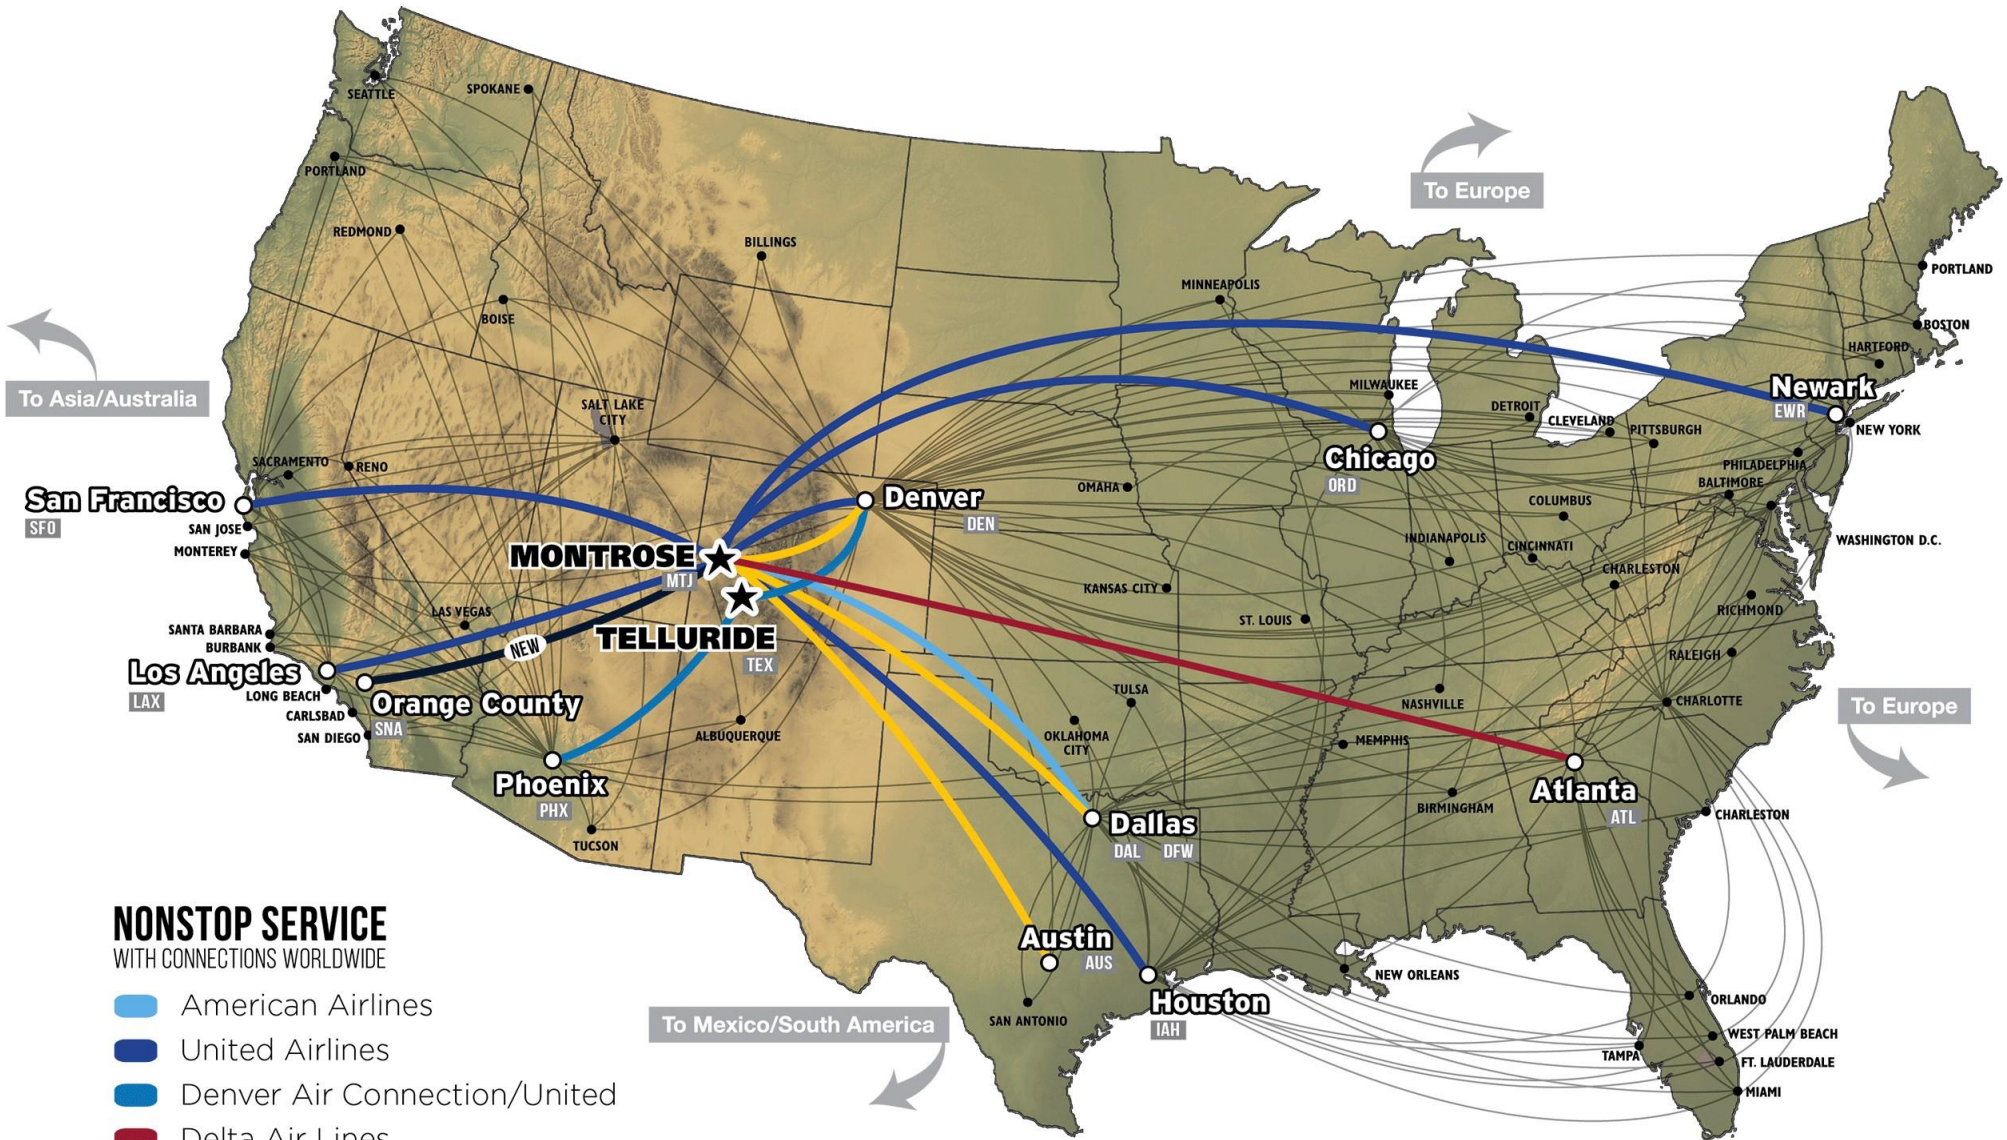 SEATTLE
SPOKANE
PORTLAND
REDMOND
BOISE
BILLINGS
To Europe
MINNEAPOLIS
PORTLAND
BOSTON
HARTFORD
To Asia/Australia
SALT LAKE
CITY
MILWAUKEE
DETROIT
CLEVELAND
PITTSBURGH
Newark
EWR
NEW YORK
SACRAMENTO
RENO
San Francisco
SFO
SAN JOSE
MONTEREY
Denver
DEN
OMAHA
Chicago
ORD
PHILADELPHIA
BALTIMORE
COLUMBUS
WASHINGTON D.C.
MONTROSE
MTJ
INDIANAPOLIS
CINCINNATI
CHARLESTON
KANSAS CITY
ST. LOUIS
RICHMOND
LAS VEGAS
NEW
TELLURIDE
TEX
SANTA BARBARA
BURBANK
Los Angeles
LAX
LONG BEACH
Orange County
SNA
CARLSBAD
SAN DIEGO
RALEIGH
CHARLOTTE
To Europe
TULSA
NASHVILLE
OKLAHOMA
CITY
MEMPHIS
ALBUQUERQUE
Phoenix
PHX
TUCSON
Atlanta
ATL
BIRMINGHAM
CHARLESTON
Dallas
DAL DFW
Austin
AUS
Houston
IAH
SAN ANTONIO
NEW ORLEANS
ORLANDO
WEST PALM BEACH
TAMPA
FT. LAUDERDALE
MIAMI
To Mexico/South America
NONSTOP SERVICE
WITH CONNECTIONS WORLDWIDE
American Airlines
United Airlines
Denver Air Connection/United
Delta Air Lines